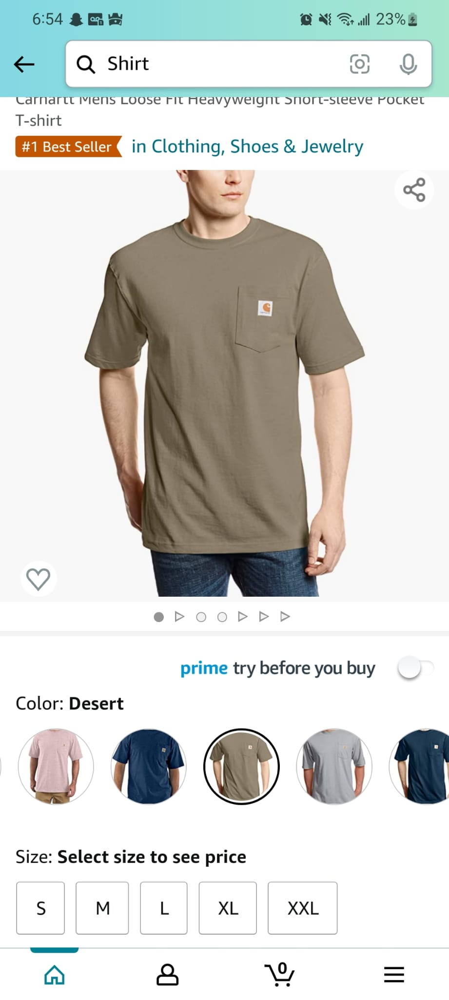 6:54
23%
Shirt
Carhartt Mens Loose Fit Heavyweight Short-sleeve Pocket
T-shirt
#1 Best Seller in Clothing, Shoes & Jewelry
prime try before you buy
Color: Desert
Size: Select size to see price
S M L XL XXL
0